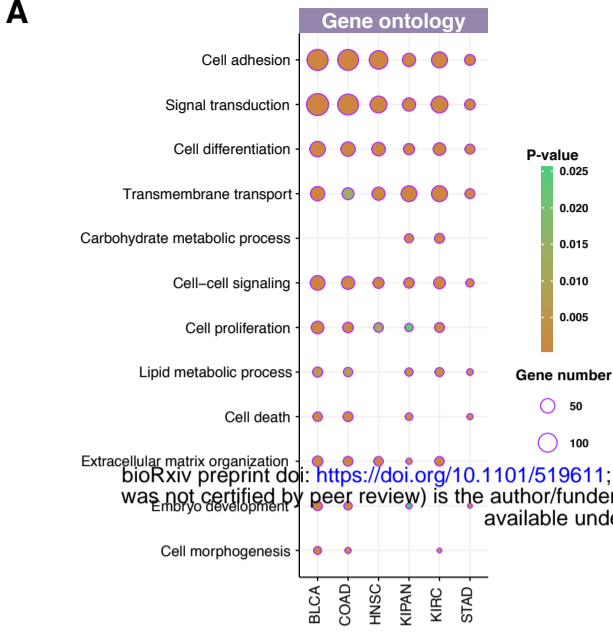 A
Gene ontology
Cell adhesion
Signal transduction
Cell differentiation
Transmembrane transport
Carbohydrate metabolic process
Cell–cell signaling
Cell proliferation
Lipid metabolic process
Cell death
Extracellular matrix organization
Embryo development
Cell morphogenesis
BLCA
COAD
HNSC
KIPAN
KIRC
STAD
P-value
0.025
0.020
0.015
0.010
0.005
Gene number
50
100
bioRxiv preprint doi: https://doi.org/10.1101/519611;
was not certified by peer review) is the author/funder
available unde